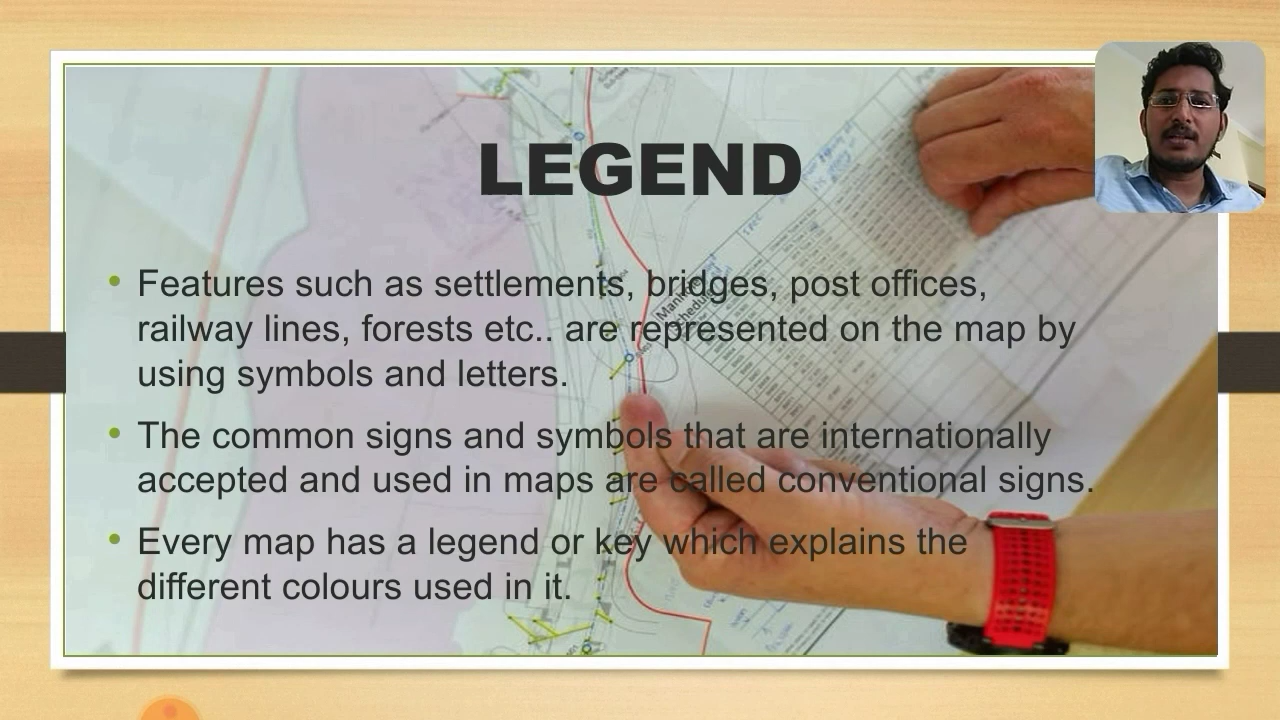 LEGEND
• Features such as settlements, bridges, post offices,
railway lines, forests etc.. are represented on the map by
using symbols and letters.
• The common signs and symbols that are internationally
accepted and used in maps are called conventional signs.
• Every map has a legend or key which explains the
different colours used in it.